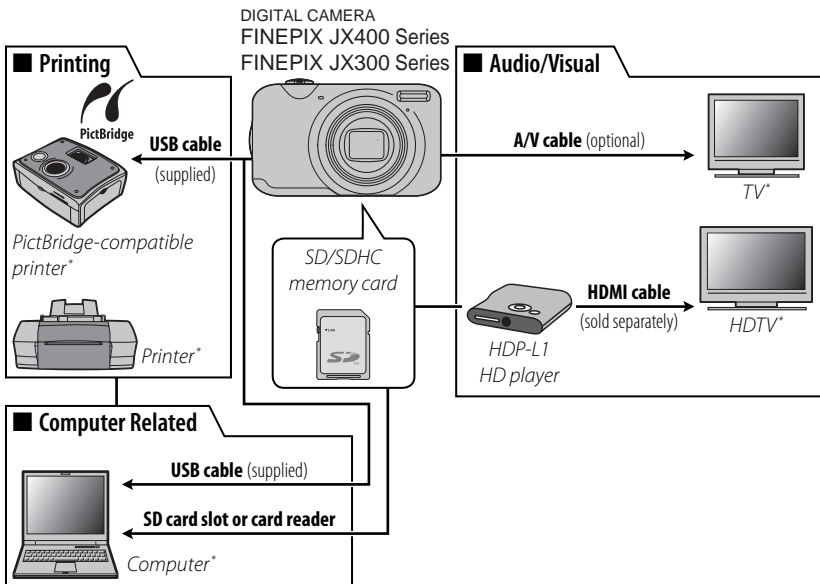 DIGITAL CAMERA
FINEPIX JX400 Series
FINEPIX JX300 Series
■ Printing
PictBridge
USB cable
(supplied)
PictBridge-compatible
printer*
Printer*
■ Audio/Visual
A/V cable (optional)
TV*
SD/SDHC
memory card
Lock
SD
HDMI cable
(sold separately)
HDTV*
HDP-L1
HD player
■ Computer Related
USB cable (supplied)
SD card slot or card reader
Computer*